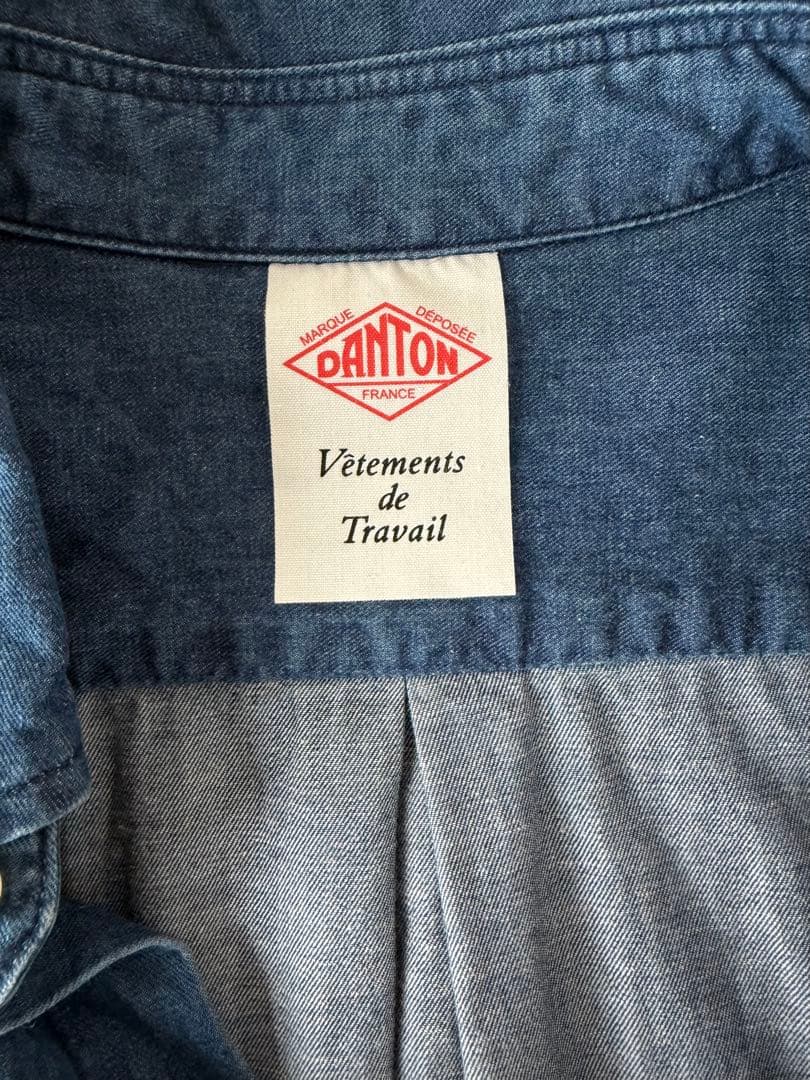 MARQUE DÉPOSÉE
DANTON
FRANCE
Vêtements
de
Travail